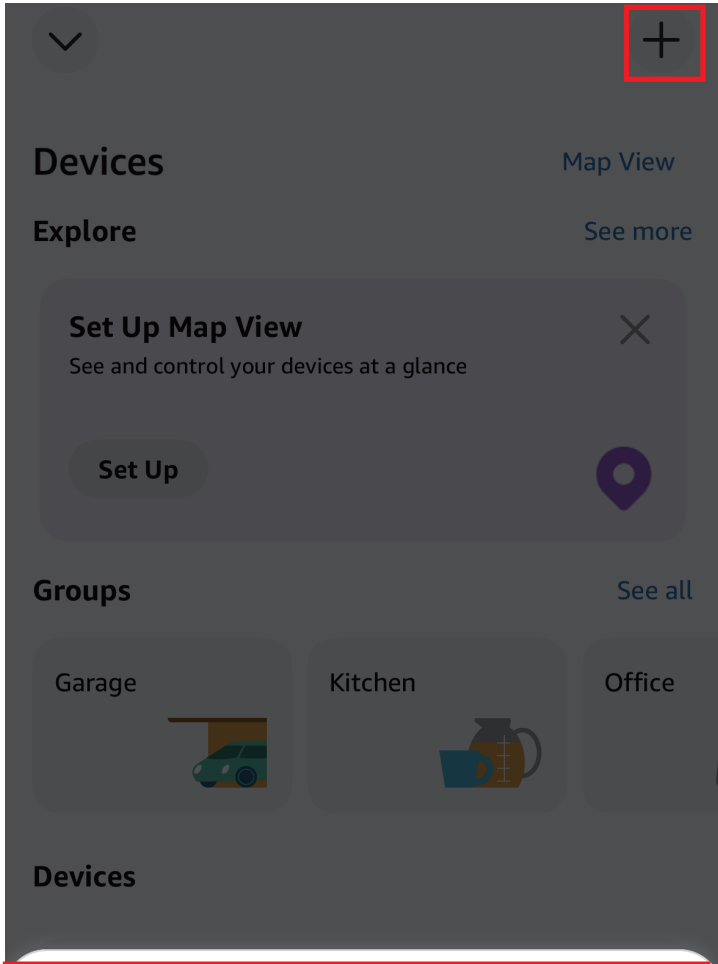 Devices
Map View
Explore
See more
Set Up Map View
See and control your devices at a glance
Set Up
Groups
See all
Garage
Kitchen
Office
Devices